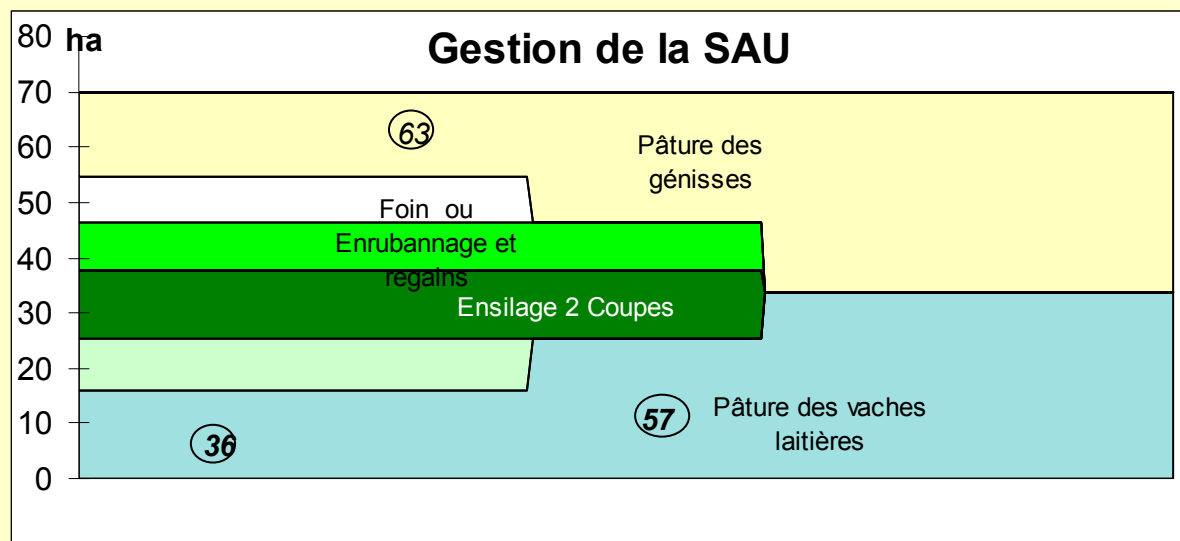 Gestion de la SAU
ha
80
70
60
50
40
30
20
10
0
63
Pâture des
génisses
Foin ou
Enrubannage et
regains
Ensilage 2 Coupes
36
57
Pâture des vaches
laitières